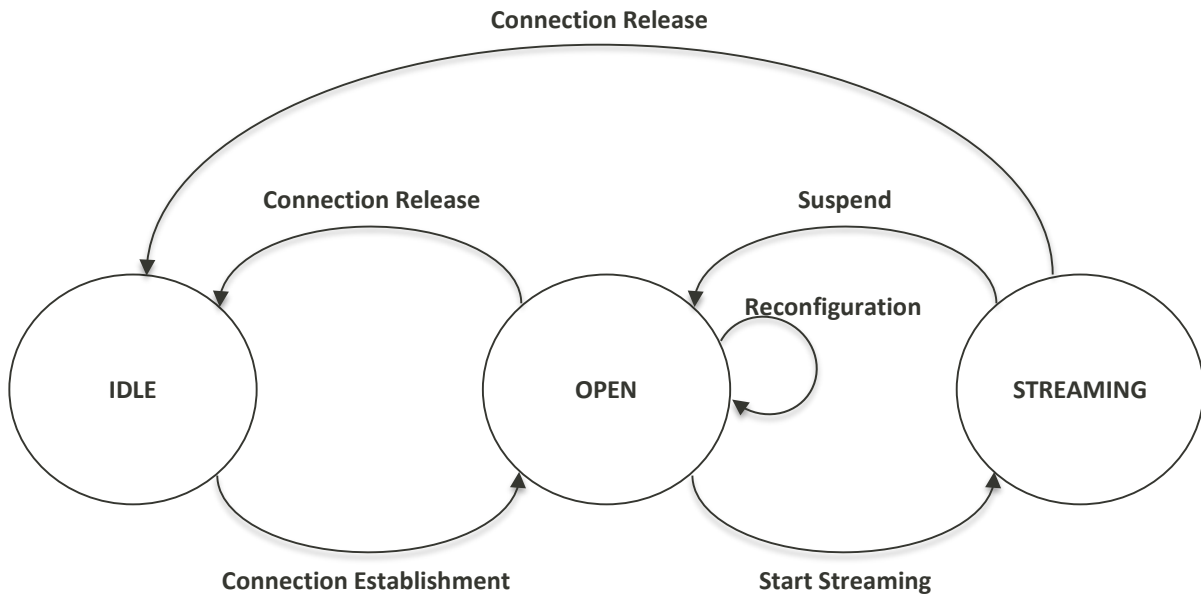 Connection Release
Connection Release
Suspend
Reconfiguration
IDLE
OPEN
STREAMING
Connection Establishment
Start Streaming